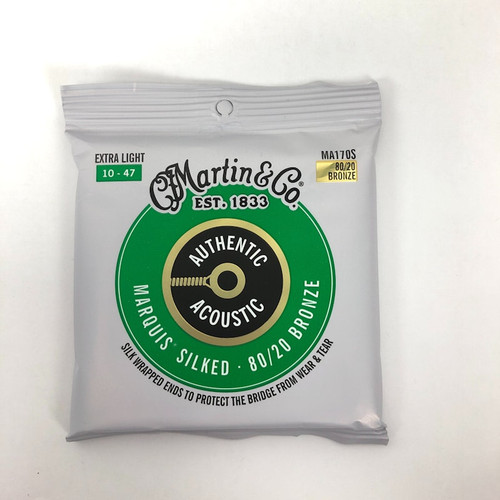 EXTRA LIGHT
10 - 47
MA170S
80/20
BRONZE
CF Martin & Co.®
EST. 1833
AUTHENTIC
ACOUSTIC
MARQUIS® SILKED · 80/20 BRONZE
SILK WRAPPED ENDS TO PROTECT THE BRIDGE FROM WEAR & TEAR